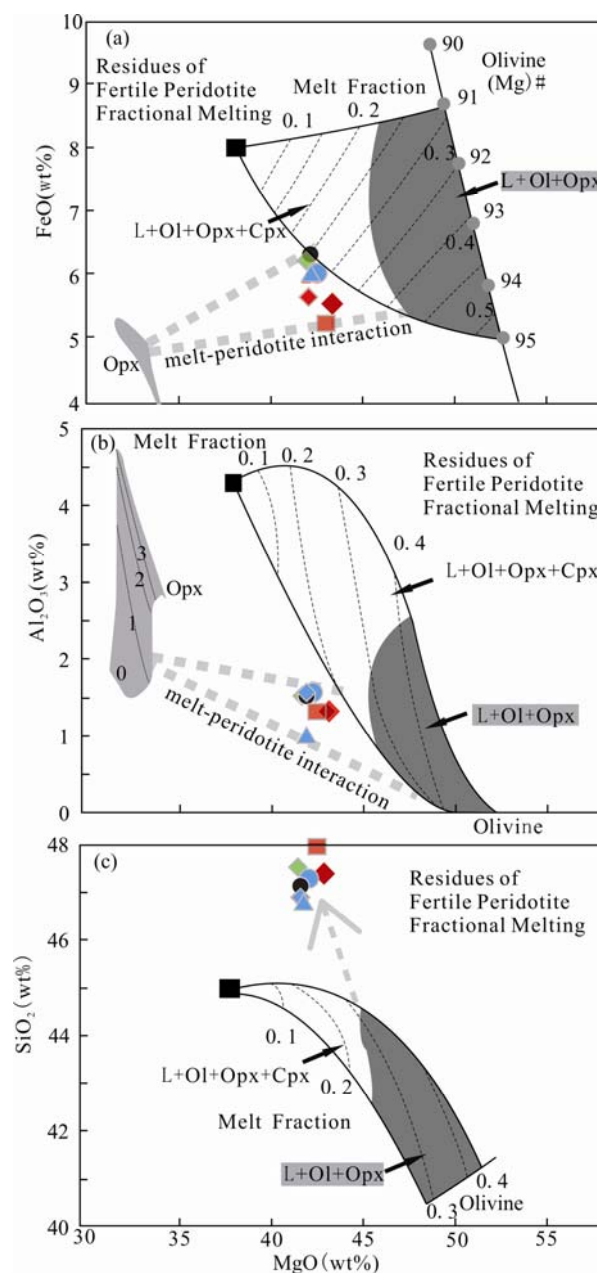 (a)
Residues of
Fertile Peridotite
Fractional Melting
Melt Fraction
0.1
0.2
0.3
0.4
0.5
Olivine
(Mg)#
90
91
92
93
94
95
L+Ol+Opx
L+Ol+Opx+Cpx
Opx
melt-peridotite interaction
FeO(wt%)
10
9
8
7
6
5
4
(b)
Melt Fraction
0.1
0.2
0.3
0.4
Residues of
Fertile Peridotite
Fractional Melting
L+Ol+Opx+Cpx
L+Ol+Opx
3
2
1
0
Opx
melt-peridotite interaction
Olivine
Al2O3(wt%)
5
4
3
2
1
0
(c)
Residues of
Fertile Peridotite
Fractional Melting
0.1
L+Ol+Opx+Cpx
0.2
Melt Fraction
L+Ol+Opx
0.3
0.4
Olivine
SiO2(wt%)
48
46
44
42
40
30
35
40
45
50
55
MgO(wt%)